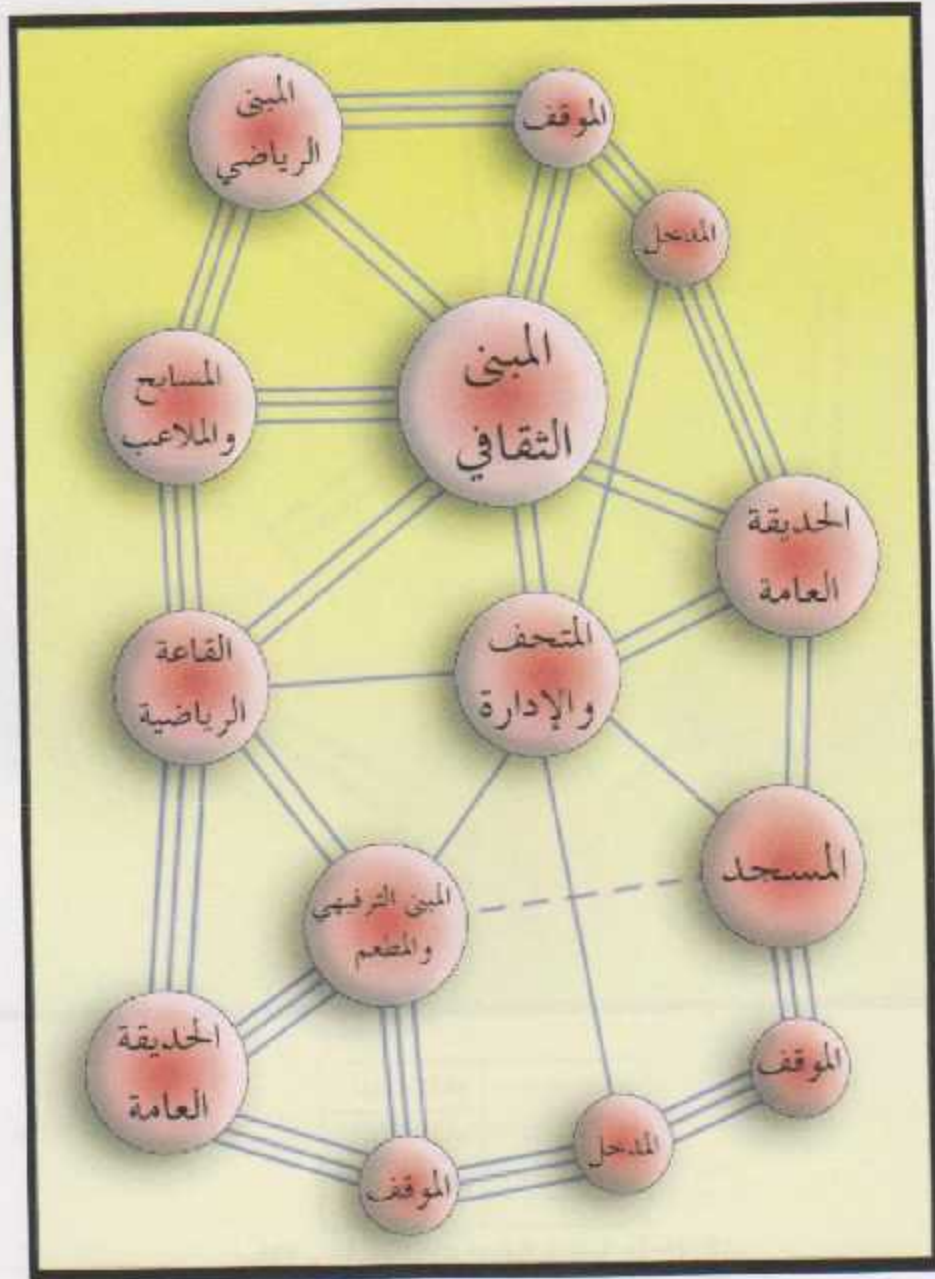 المبنى
الرياضي
الموقف
المدخل
المبنى
الثقافي
المسابح
والملاعب
الحديقة
العامة
المتحف
والإدارة
القاعة
الرياضية
المسجد
المبنى الترفيهي
والمطعم
الحديقة
العامة
الموقف
المدخل
الموقف